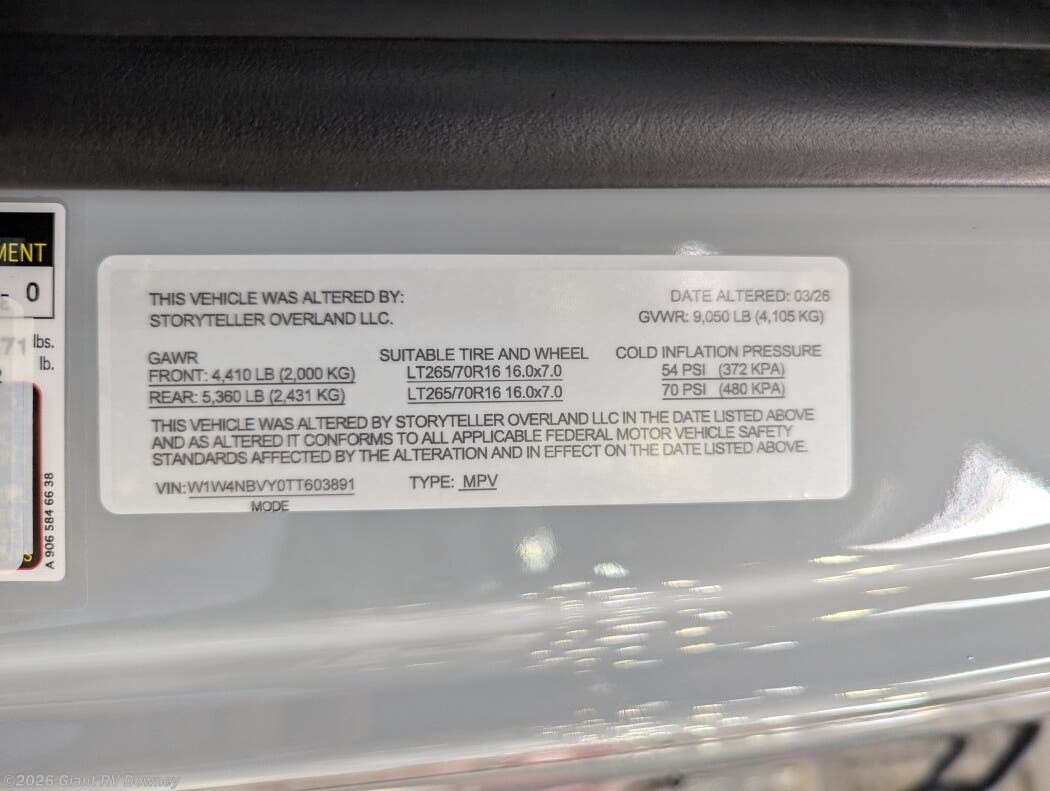 MENT
0
71 lbs.
lb.
A 906 584 66 38
THIS VEHICLE WAS ALTERED BY:
STORYTELLER OVERLAND LLC.
DATE ALTERED: 03/26
GVWR: 9,050 LB (4,105 KG)
GAWR
FRONT: 4,410 LB (2,000 KG)
REAR: 5,360 LB (2,431 KG)
SUITABLE TIRE AND WHEEL
LT265/70R16 16.0x7.0
LT265/70R16 16.0x7.0
COLD INFLATION PRESSURE
54 PSI (372 KPA)
70 PSI (480 KPA)
THIS VEHICLE WAS ALTERED BY STORYTELLER OVERLAND LLC IN THE DATE LISTED ABOVE
AND AS ALTERED IT CONFORMS TO ALL APPLICABLE FEDERAL MOTOR VEHICLE SAFETY
STANDARDS AFFECTED BY THE ALTERATION AND IN EFFECT ON THE DATE LISTED ABOVE.
VIN: W1W4NBVY0TT603891
TYPE: MPV
MODE
©2026 Giant RV Downey